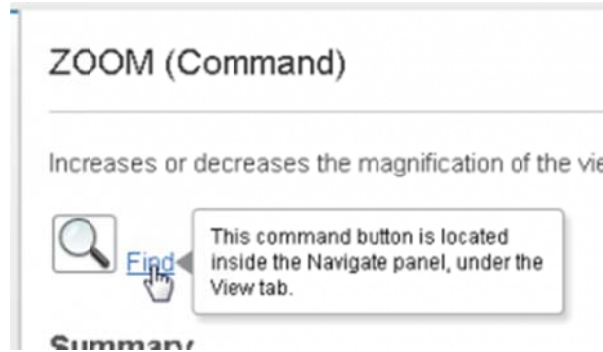 ZOOM (Command)
Increases or decreases the magnification of the vie
Find
This command button is located
inside the Navigate panel, under the
View tab.
Summary